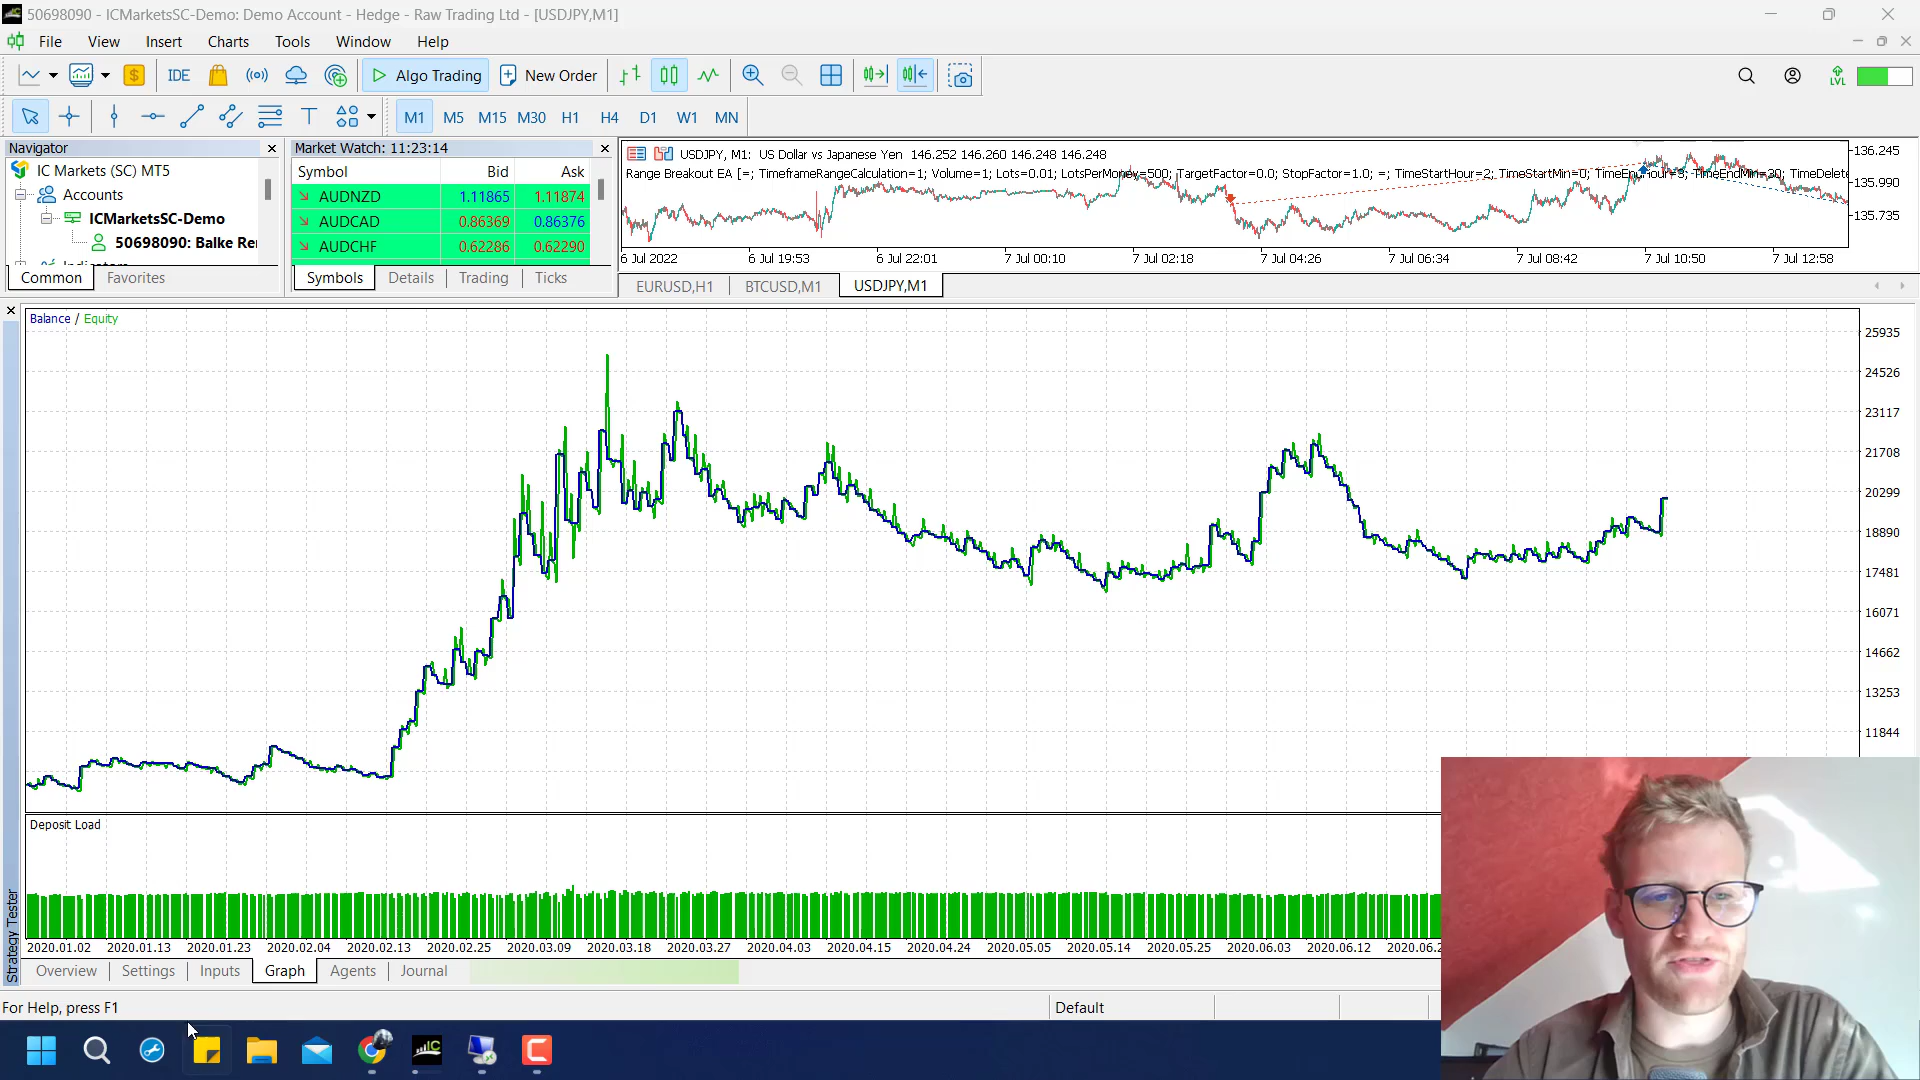 50698090 - ICMarketsSC-Demo: Demo Account - Hedge - Raw Trading Ltd - [USDJPY,M1]
File View Insert Charts Tools Window Help
IDE Algo Trading New Order LVL
T M1 M5 M15 M30 H1 H4 D1 W1 MN
Navigator
IC Markets (SC) MT5
Accounts
ICMarketsSC-Demo
50698090: Balke Re
Common Favorites
Market Watch: 11:23:14
Symbol Bid Ask
AUDNZD 1.11865 1.11874
AUDCAD 0.86369 0.86376
AUDCHF 0.62286 0.62290
Symbols Details Trading Ticks
USDJPY, M1: US Dollar vs Japanese Yen 146.252 146.260 146.248 146.248
Range Breakout EA [=; TimeframeRangeCalculation=1; Volume=1; Lots=0.01; LotsPerMoney=500; TargetFactor=0.0; StopFactor=1.0; =; TimeStartHour=2; TimeStartMin=0; TimeEndHour=3; TimeEndMin=30; TimeDelete
136.245
135.990
135.735
6 Jul 2022 6 Jul 19:53 6 Jul 22:01 7 Jul 00:10 7 Jul 02:18 7 Jul 04:26 7 Jul 06:34 7 Jul 08:42 7 Jul 10:50 7 Jul 12:58
EURUSD,H1 BTCUSD,M1 USDJPY,M1
Balance / Equity
25935
24526
23117
21708
20299
18890
17481
16071
14662
13253
11844
Deposit Load
2020.01.02 2020.01.13 2020.01.23 2020.02.04 2020.02.13 2020.02.25 2020.03.09 2020.03.18 2020.03.27 2020.04.03 2020.04.15 2020.04.24 2020.05.05 2020.05.14 2020.05.25 2020.06.03 2020.06.12 2020.06.2
Strategy Tester
Overview Settings Inputs Graph Agents Journal
For Help, press F1 Default
IC